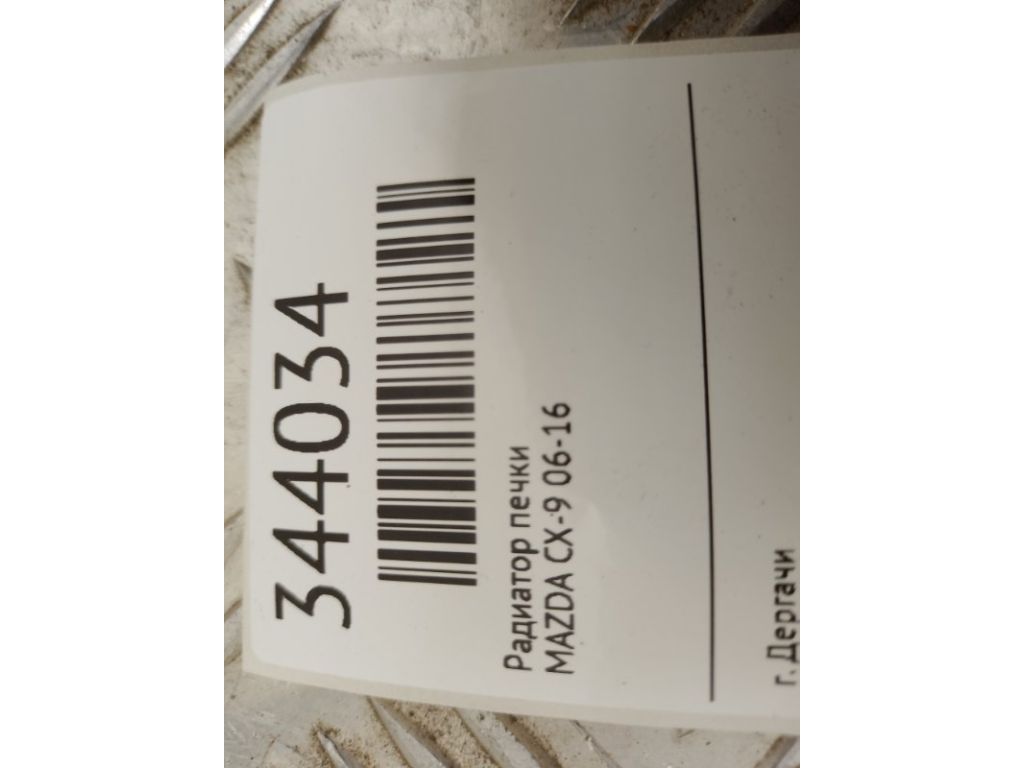 344034
Радиатор печки
MAZDA CX-9 06-16
г. Дергачи